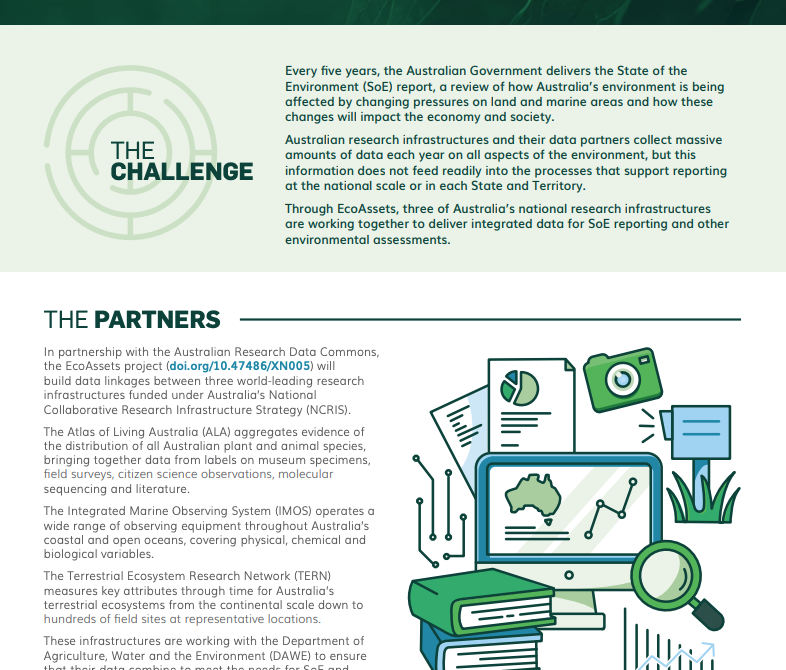 THE
CHALLENGE
Every five years, the Australian Government delivers the State of the
Environment (SoE) report, a review of how Australia's environment is being
affected by changing pressures on land and marine areas and how these
changes will impact the economy and society.
Australian research infrastructures and their data partners collect massive
amounts of data each year on all aspects of the environment, but this
information does not feed readily into the processes that support reporting
at the national scale or in each State and Territory.
Through EcoAssets, three of Australia's national research infrastructures
are working together to deliver integrated data for SoE reporting and other
environmental assessments.
THE PARTNERS
In partnership with the Australian Research Data Commons,
the EcoAssets project (doi.org/10.47486/XN005) will
build data linkages between three world-leading research
infrastructures funded under Australia's National
Collaborative Research Infrastructure Strategy (NCRIS).
The Atlas of Living Australia (ALA) aggregates evidence of
the distribution of all Australian plant and animal species,
bringing together data from labels on museum specimens,
field surveys, citizen science observations, molecular
sequencing and literature.
The Integrated Marine Observing System (IMOS) operates a
wide range of observing equipment throughout Australia's
coastal and open oceans, covering physical, chemical and
biological variables.
The Terrestrial Ecosystem Research Network (TERN)
measures key attributes through time for Australia's
terrestrial ecosystems from the continental scale down to
hundreds of field sites at representative locations.
These infrastructures are working with the Department of
Agriculture, Water and the Environment (DAWE) to ensure
that their data combine to meet the needs for SoE and